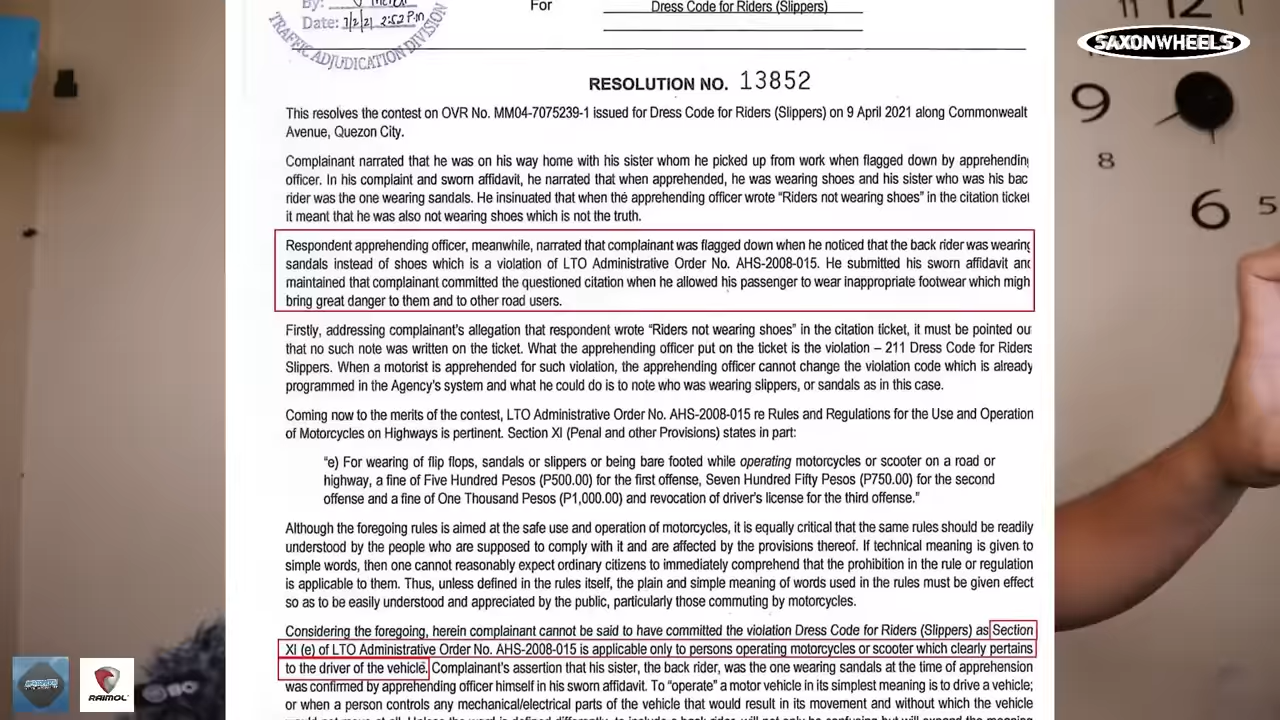 By:
For
Dress Code for Riders (Slippers)
Date: 7/2/21 2:52 P.m
TRAFFIC ADJUDICATION DIVISION
RESOLUTION NO. 13852
This resolves the contest on OVR No. MM04-7075239-1 issued for Dress Code for Riders (Slippers) on 9 April 2021 along Commonwealt
Avenue, Quezon City.
Complainant narrated that he was on his way home with his sister whom he picked up from work when flagged down by apprehending
officer. In his complaint and sworn affidavit, he narrated that when apprehended, he was wearing shoes and his sister who was his bac
rider was the one wearing sandals. He insinuated that when the apprehending officer wrote “Riders not wearing shoes” in the citation ticket
it meant that he was also not wearing shoes which is not the truth.
Respondent apprehending officer, meanwhile, narrated that complainant was flagged down when he noticed that the back rider was wearing
sandals instead of shoes which is a violation of LTO Administrative Order No. AHS-2008-015. He submitted his sworn affidavit and
maintained that complainant committed the questioned citation when he allowed his passenger to wear inappropriate footwear which migh
bring great danger to them and to other road users.
Firstly, addressing complainant's allegation that respondent wrote “Riders not wearing shoes” in the citation ticket, it must be pointed ou
that no such note was written on the ticket. What the apprehending officer put on the ticket is the violation – 211 Dress Code for Riders
Slippers. When a motorist is apprehended for such violation, the apprehending officer cannot change the violation code which is already
programmed in the Agency's system and what he could do is to note who was wearing slippers, or sandals as in this case.
Coming now to the merits of the contest, LTO Administrative Order No. AHS-2008-015 re Rules and Regulations for the Use and Operation
of Motorcycles on Highways is pertinent. Section XI (Penal and other Provisions) states in part:
“e) For wearing of flip flops, sandals or slippers or being bare footed while operating motorcycles or scooter on a road or
highway, a fine of Five Hundred Pesos (P500.00) for the first offense, Seven Hundred Fifty Pesos (P750.00) for the second
offense and a fine of One Thousand Pesos (P1,000.00) and revocation of driver's license for the third offense.”
Although the foregoing rules is aimed at the safe use and operation of motorcycles, it is equally critical that the same rules should be readily
understood by the people who are supposed to comply with it and are affected by the provisions thereof. If technical meaning is given to
simple words, then one cannot reasonably expect ordinary citizens to immediately comprehend that the prohibition in the rule or regulation
is applicable to them. Thus, unless defined in the rules itself, the plain and simple meaning of words used in the rules must be given effect
so as to be easily understood and appreciated by the public, particularly those commuting by motorcycles.
Considering the foregoing, herein complainant cannot be said to have committed the violation Dress Code for Riders (Slippers) as Section
XI (e) of LTO Administrative Order No. AHS-2008-015 is applicable only to persons operating motorcycles or scooter which clearly pertains
to the driver of the vehicle. Complainant's assertion that his sister, the back rider, was the one wearing sandals at the time of apprehension
was confirmed by apprehending officer himself in his sworn affidavit. To “operate” a motor vehicle in its simplest meaning is to drive a vehicle;
or when a person controls any mechanical/electrical parts of the vehicle that would result in its movement and without which the vehicle
SAXONWHEELS
11 12 1
9
8
6 5
RAIMOL